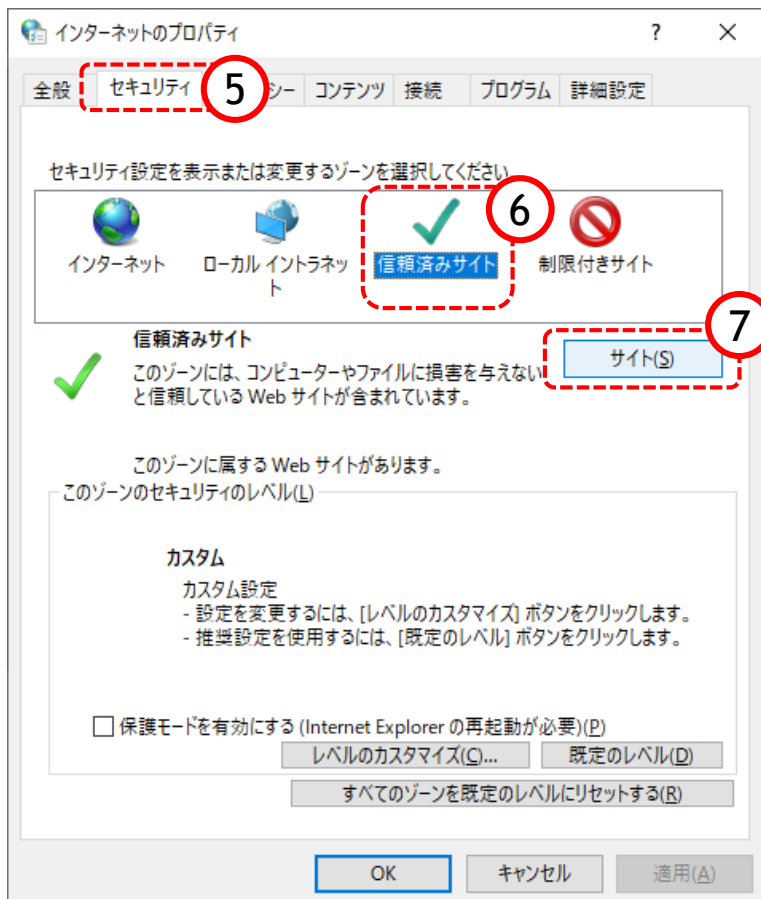 インターネットのプロパティ ? ×
全般 セキュリティ 5 シー コンテンツ 接続 プログラム 詳細設定
セキュリティ設定を表示または変更するゾーンを選択してください。
6
インターネット ローカル イントラネッ 信頼済みサイト 制限付きサイト
ト
7
信頼済みサイト
サイト(S)
このゾーンには、コンピューターやファイルに損害を与えない
と信頼している Web サイトが含まれています。
このゾーンに属する Web サイトがあります。
このゾーンのセキュリティのレベル(L)
カスタム
カスタム設定
- 設定を変更するには、[レベルのカスタマイズ] ボタンをクリックします。
- 推奨設定を使用するには、[既定のレベル] ボタンをクリックします。
保護モードを有効にする (Internet Explorer の再起動が必要)(P)
レベルのカスタマイズ(C)... 既定のレベル(D)
すべてのゾーンを既定のレベルにリセットする(R)
OK キャンセル 適用(A)